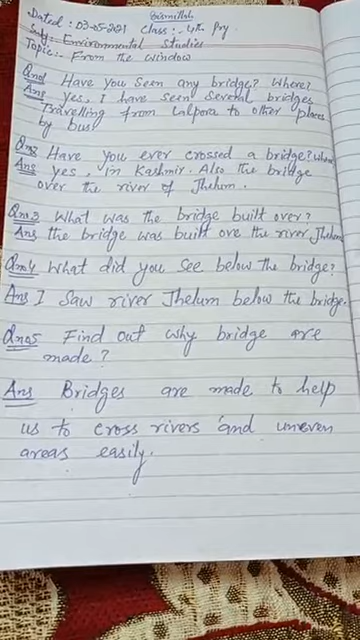 Bismillah
Dated :- 03-05-2021 Class :- 4th Pry
Sub :- Environmental Studies
Topic :- From the window
Qno1 Have you seen any bridge? Where?
Ans Yes, I have seen several bridges
Travelling from Lalpora to other places
by bus
Qno2 Have you ever crossed a bridge?
Ans yes, in Kashmir. Also the bridge
over the river of Jhelum.
Qno3 What was the bridge built over?
Ans the bridge was built ove the river Jhelum
Qno4 What did you see below the bridge?
Ans I Saw river Jhelum below the bridge.
Qno5 Find out why bridge are
made?
Ans Bridges are made to help
us to cross rivers and uneven
areas easily.